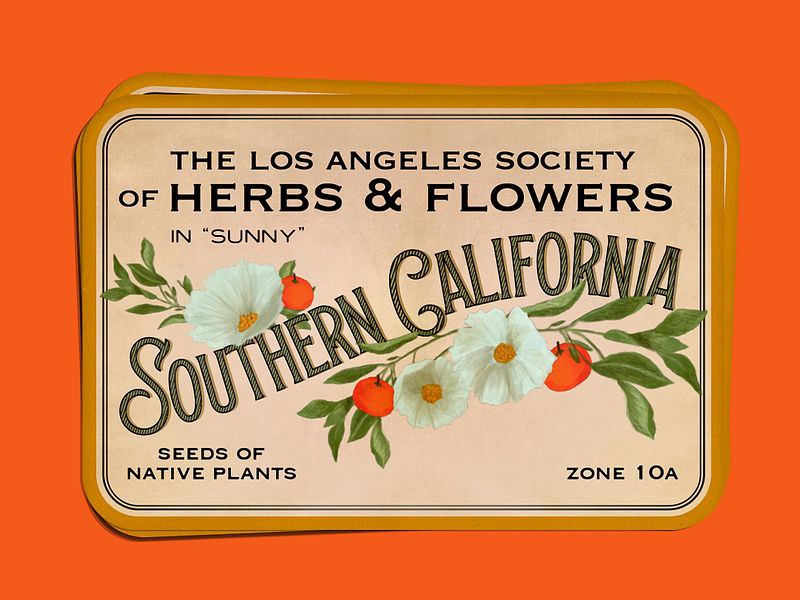 THE LOS ANGELES SOCIETY
OF HERBS & FLOWERS
IN “SUNNY”
SOUTHERN CALIFORNIA
SEEDS OF
NATIVE PLANTS
ZONE 10A